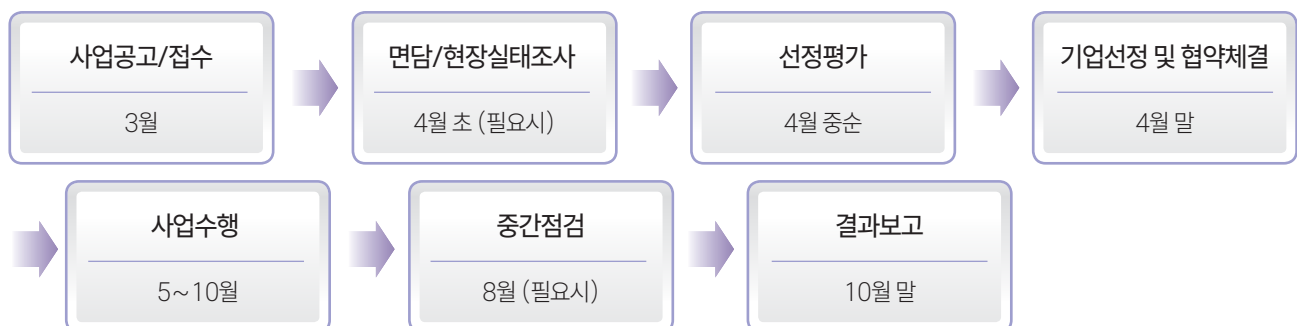 사업공고/접수
3월
면담/현장실태조사
4월 초 (필요시)
선정평가
4월 중순
기업선정 및 협약체결
4월 말
사업수행
5~10월
중간점검
8월 (필요시)
결과보고
10월 말